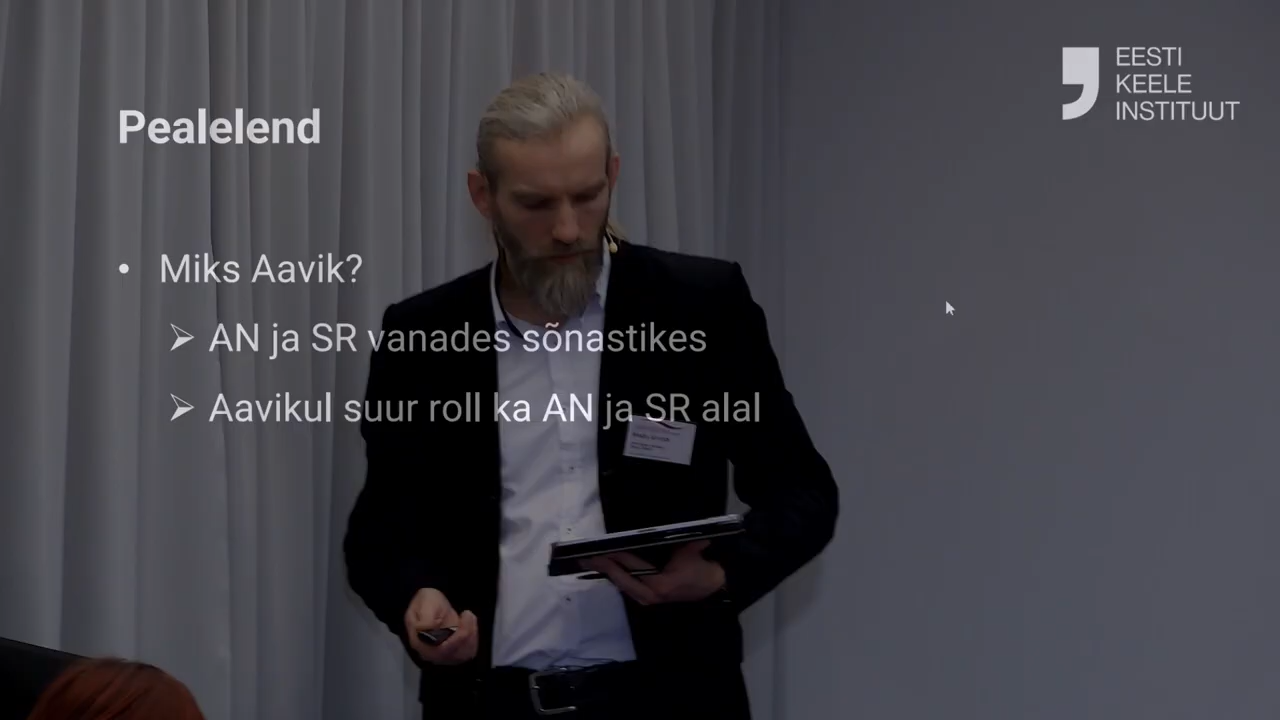 EESTI
KEELE
INSTITUUT
Pealelend
• Miks Aavik?
➢ AN ja SR vanades sõnastikes
➢ Aavikul suur roll ka AN ja SR alal